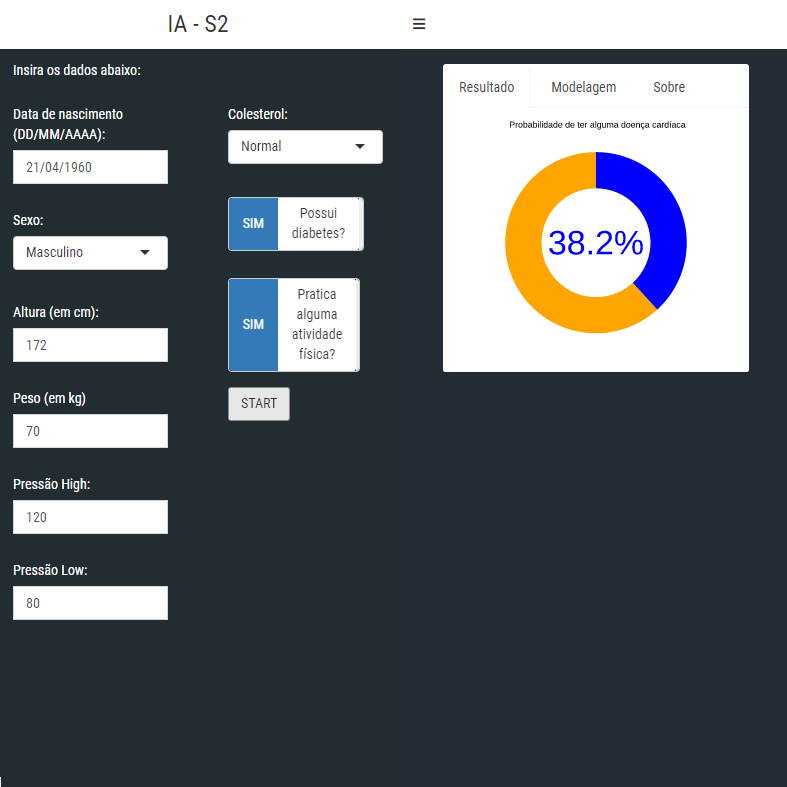 IA - S2
Insira os dados abaixo:
Data de nascimento
(DD/MM/AAAA):
21/04/1960
Sexo:
Masculino
Altura (em cm):
172
Peso (em kg)
70
Pressão High:
120
Pressão Low:
80
Colesterol:
Normal
SIM
Possui
diabetes?
SIM
Pratica
alguma
atividade
física?
START
Resultado
Modelagem
Sobre
Probabilidade de ter alguma doença cardíaca
38.2%